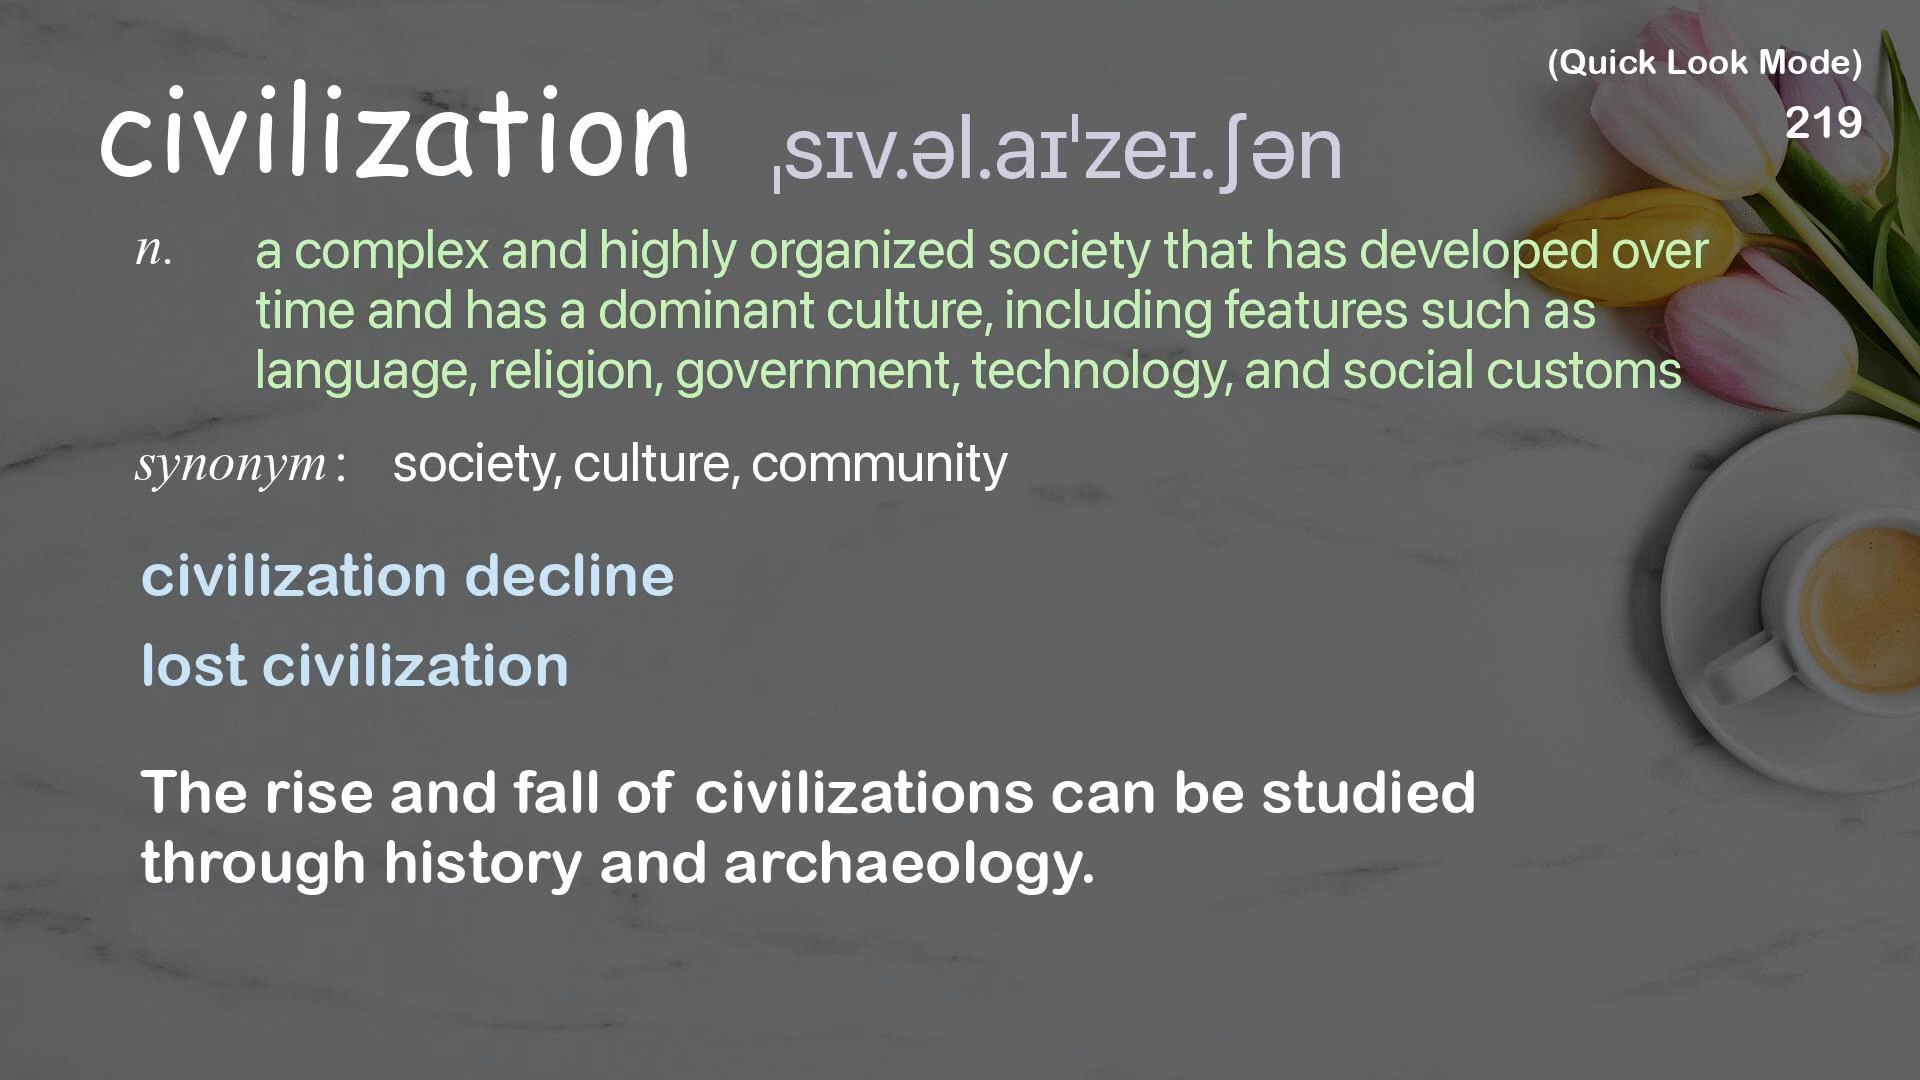 (Quick Look Mode)
219
civilization ˌsɪv.əl.aɪˈzeɪ.ʃən
n. a complex and highly organized society that has developed over
time and has a dominant culture, including features such as
language, religion, government, technology, and social customs
synonym: society, culture, community
civilization decline
lost civilization
The rise and fall of civilizations can be studied
through history and archaeology.